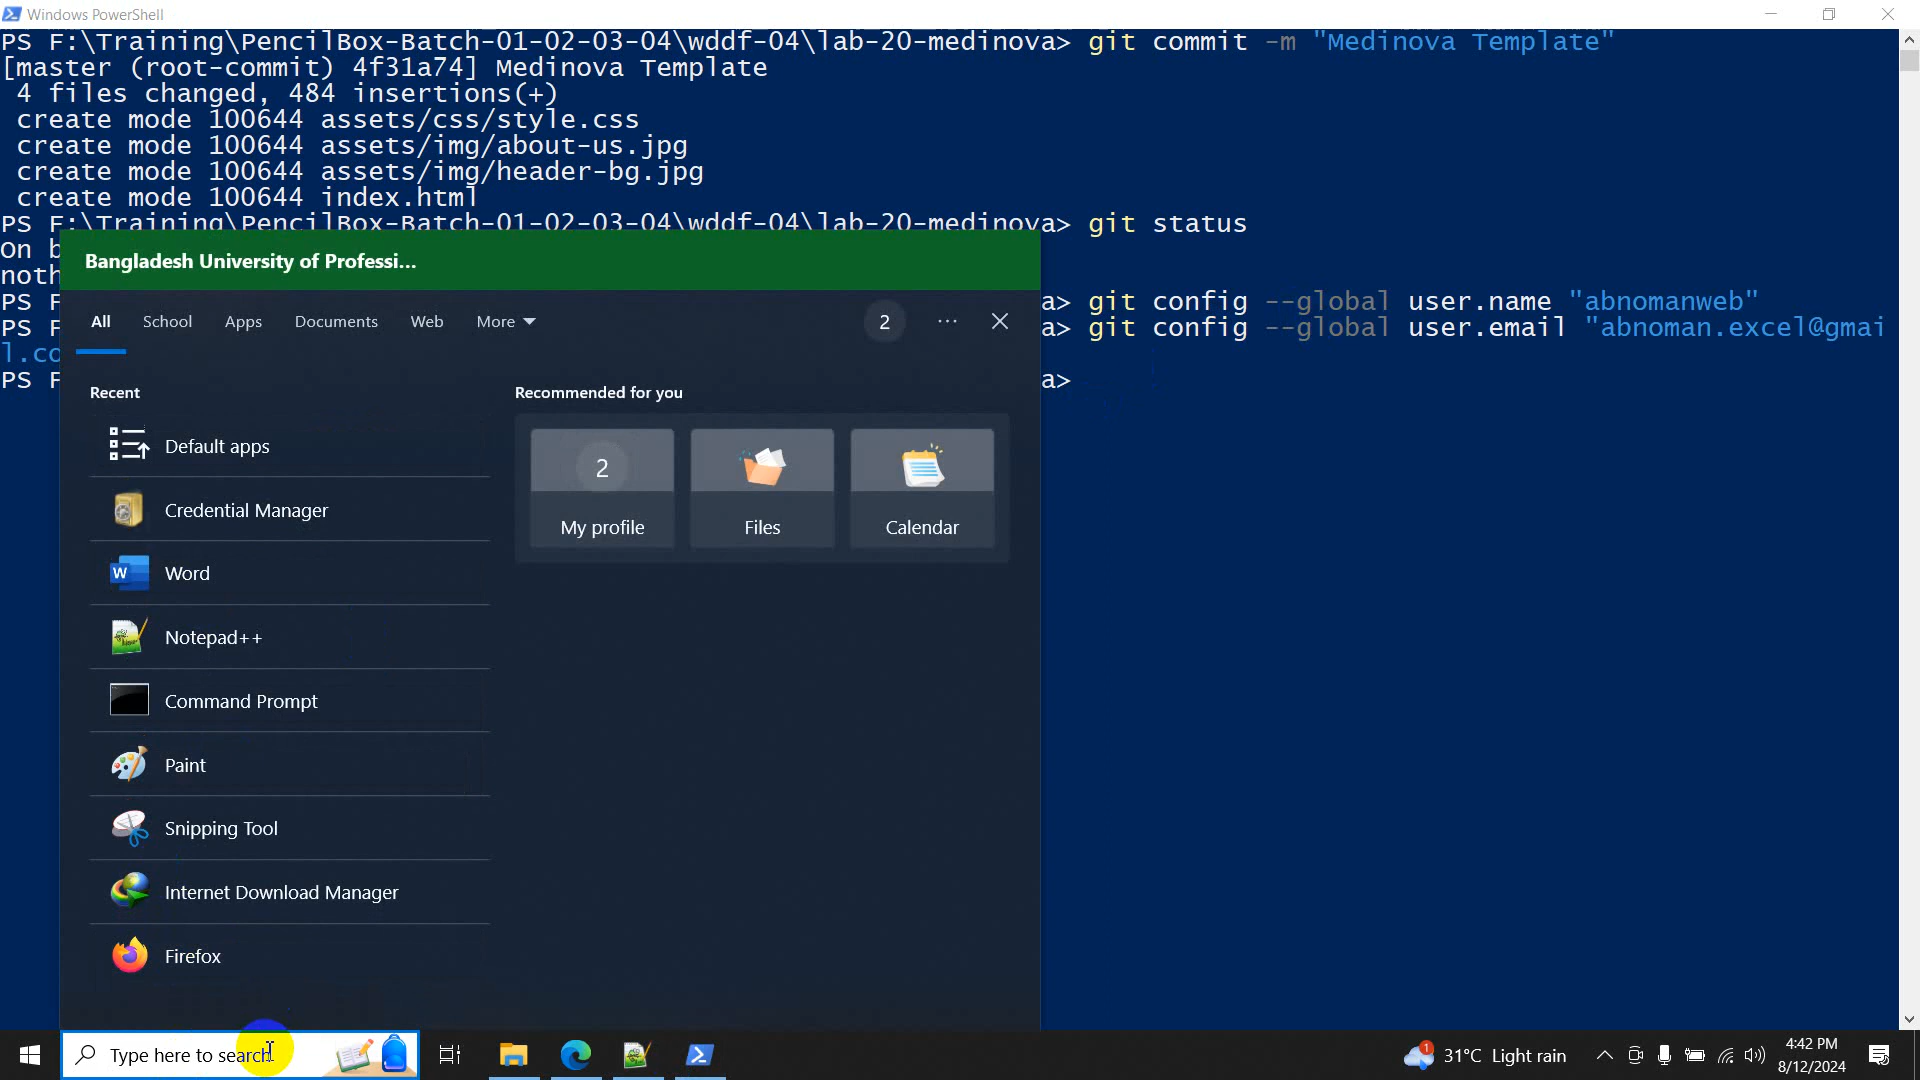 Windows PowerShell
PS F:\Training\PencilBox-Batch-01-02-03-04\wddf-04\lab-20-medinova> git commit -m "Medinova Template"
[master (root-commit) 4f31a74] Medinova Template
4 files changed, 484 insertions(+)
create mode 100644 assets/css/style.css
create mode 100644 assets/img/about-us.jpg
create mode 100644 assets/img/header-bg.jpg
create mode 100644 index.html
PS F:\Training\PencilBox-Batch-01-02-03-04\wddf-04\lab-20-medinova> git status
On b
noth
PS F a> git config --global user.name "abnomanweb"
PS F a> git config --global user.email "abnoman.excel@gmai
l.co
PS F a>
Bangladesh University of Professi...
All School Apps Documents Web More 2 ...
Recent
Default apps
Credential Manager
Word
Notepad++
Command Prompt
Paint
Snipping Tool
Internet Download Manager
Firefox
Recommended for you
2
My profile Files Calendar
Type here to search
1
31°C Light rain
4:42 PM
8/12/2024